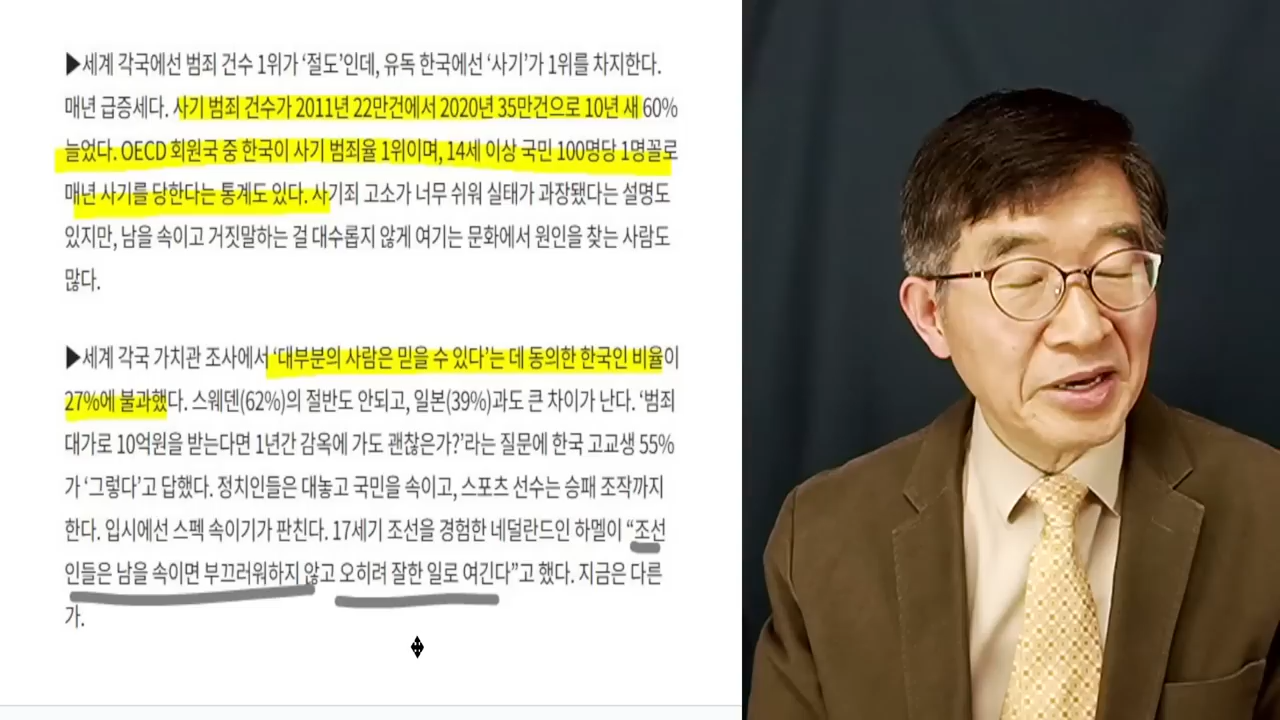 ▶세계 각국에선 범죄 건수 1위가 ‘절도’인데, 유독 한국에선 ‘사기’가 1위를 차지한다.
매년 급증세다. 사기 범죄 건수가 2011년 22만건에서 2020년 35만건으로 10년 새 60%
늘었다. OECD 회원국 중 한국이 사기 범죄율 1위이며, 14세 이상 국민 100명당 1명꼴로
매년 사기를 당한다는 통계도 있다. 사기죄 고소가 너무 쉬워 실태가 과장됐다는 설명도
있지만, 남을 속이고 거짓말하는 걸 대수롭지 않게 여기는 문화에서 원인을 찾는 사람도
많다.
▶세계 각국 가치관 조사에서 ‘대부분의 사람은 믿을 수 있다’는 데 동의한 한국인 비율이
27%에 불과했다. 스웨덴(62%)의 절반도 안되고, 일본(39%)과도 큰 차이가 난다. ‘범죄
대가로 10억원을 받는다면 1년간 감옥에 가도 괜찮은가?’라는 질문에 한국 고교생 55%
가 ‘그렇다’고 답했다. 정치인들은 대놓고 국민을 속이고, 스포츠 선수는 승패 조작까지
한다. 입시에선 스펙 속이기가 판친다. 17세기 조선을 경험한 네덜란드인 하멜이 “조선
인들은 남을 속이면 부끄러워하지 않고 오히려 잘한 일로 여긴다”고 했다. 지금은 다른
가.